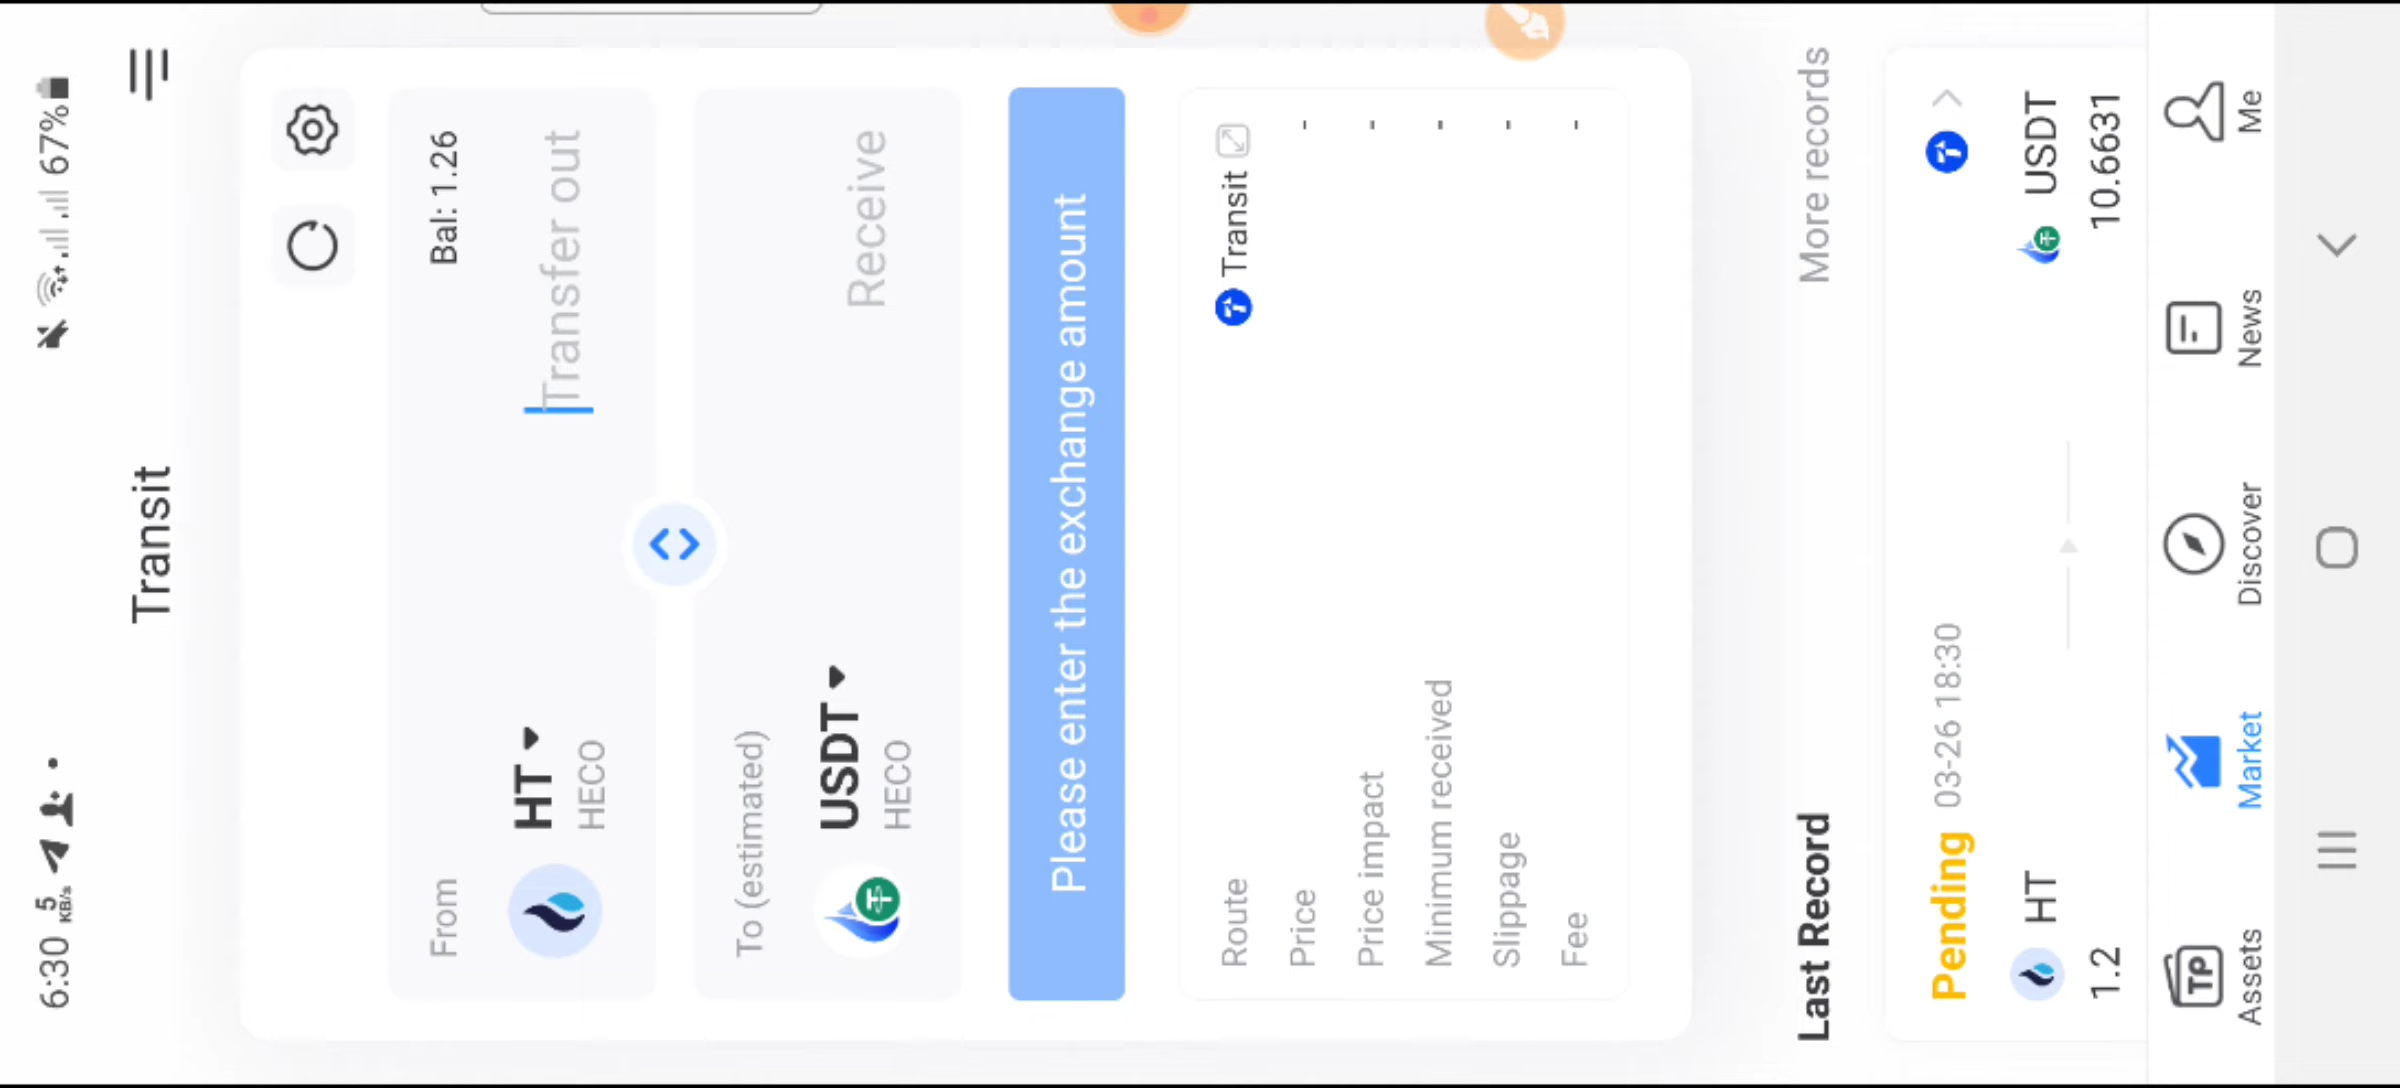 6:30 5 KB/s • 67%
Transit
From Bal: 1.26
HT Transfer out
HECO
To (estimated)
USDT Receive
HECO
Please enter the exchange amount
Route Transit
Price -
Price impact -
Minimum received -
Slippage -
Fee -
Last Record More records
Pending 03-26 18:30
HT USDT
1.2 10.6631
TP
Assets Market Discover News Me